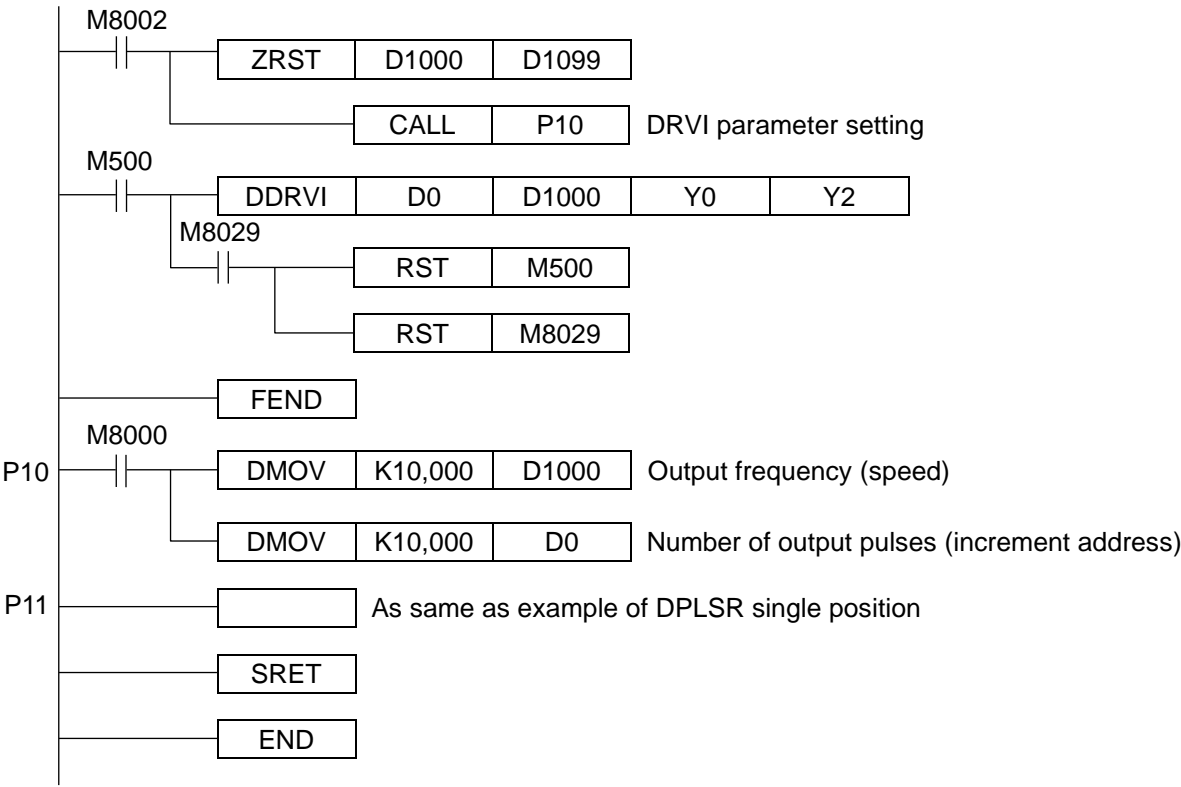 M8002
ZRST D1000 D1099
CALL P10 DRVI parameter setting
M500
DDRVI D0 D1000 Y0 Y2
M8029
RST M500
RST M8029
FEND
M8000
P10 DMOV K10,000 D1000 Output frequency (speed)
DMOV K10,000 D0 Number of output pulses (increment address)
P11 As same as example of DPLSR single position
SRET
END